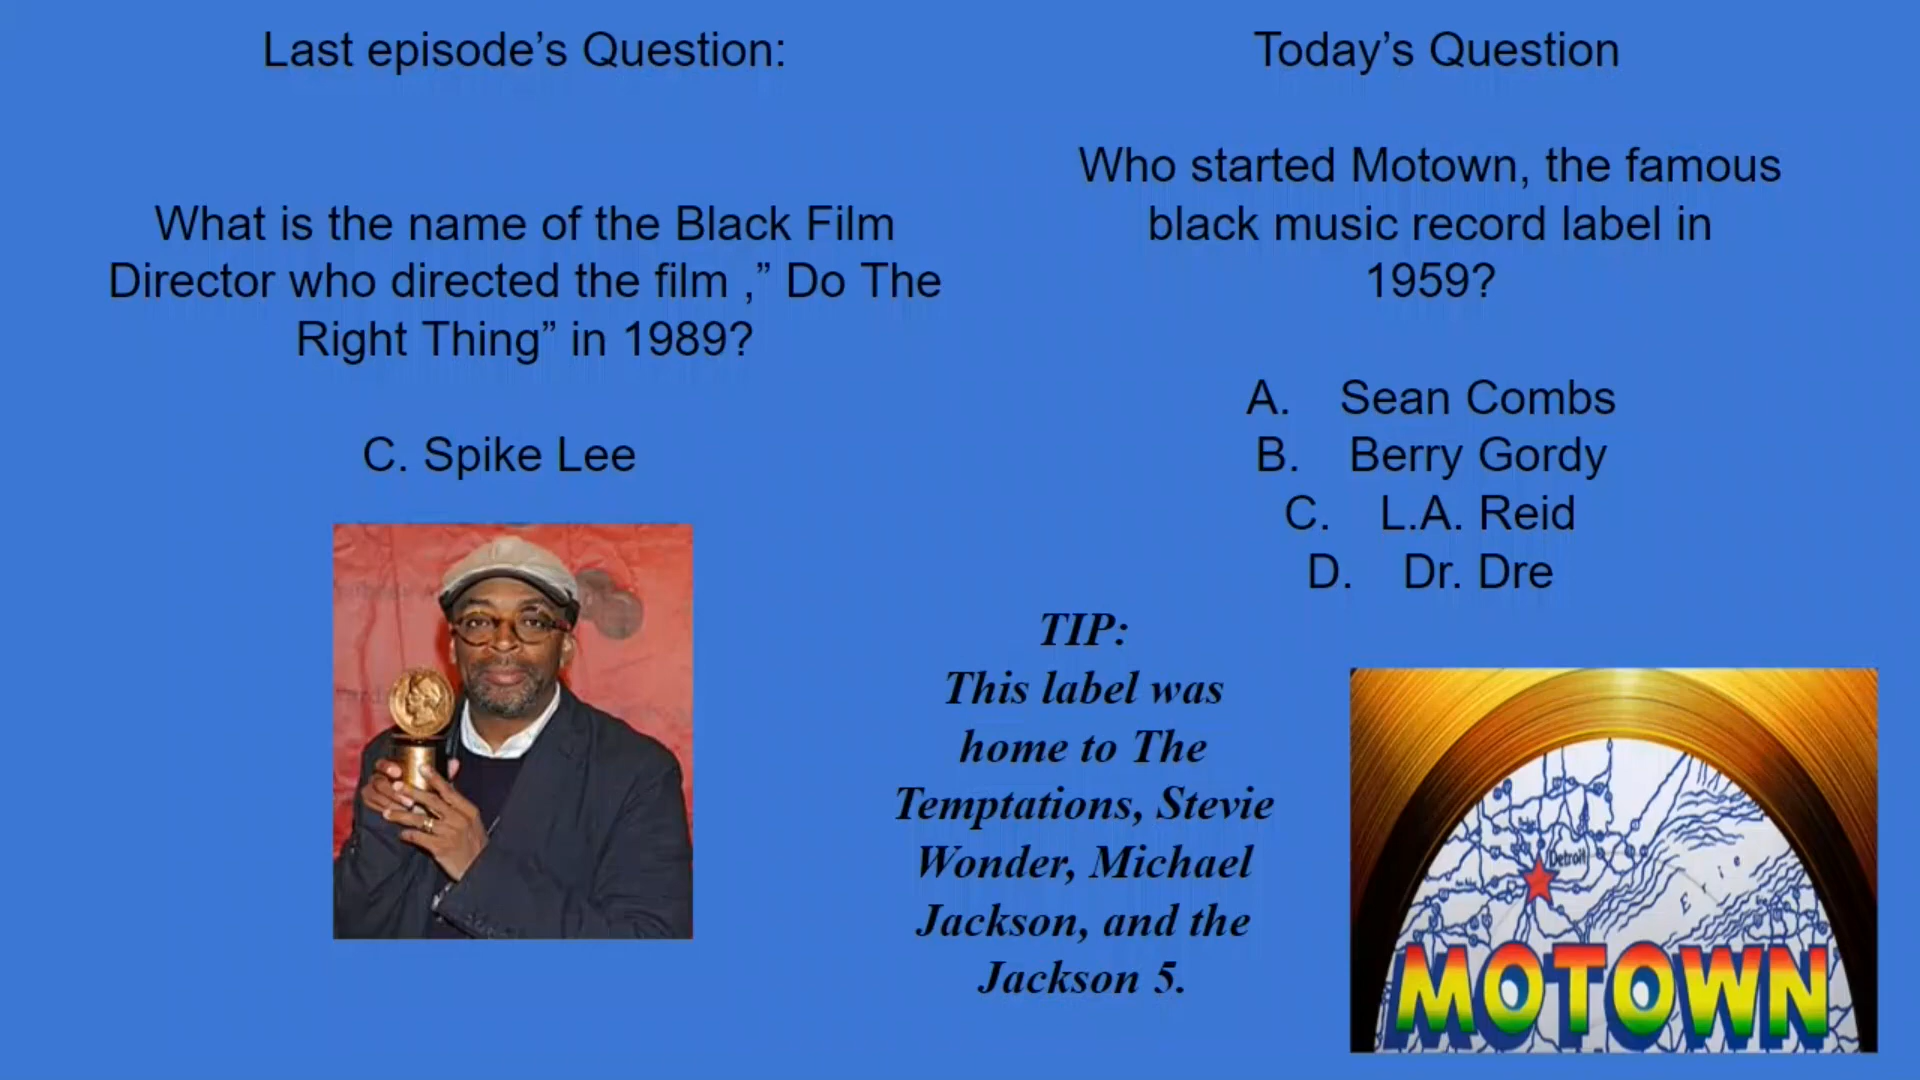 Last episode’s Question:
What is the name of the Black Film
Director who directed the film ,” Do The
Right Thing” in 1989?
C. Spike Lee
Today’s Question
Who started Motown, the famous
black music record label in
1959?
A. Sean Combs
B. Berry Gordy
C. L.A. Reid
D. Dr. Dre
TIP:
This label was
home to The
Temptations, Stevie
Wonder, Michael
Jackson, and the
Jackson 5.
Detroit
Erie
MOTOWN